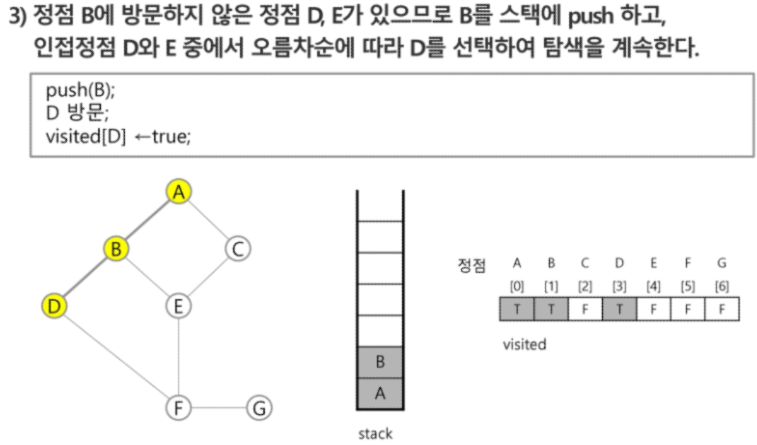 3) 정점 B에 방문하지 않은 정점 D, E가 있으므로 B를 스택에 push 하고,
인접정점 D와 E 중에서 오름차순에 따라 D를 선택하여 탐색을 계속한다.
push(B);
D 방문;
visited[D] ←true;
A
B
C
D
E
F
G
B
A
stack
정점 A B C D E F G
[0] [1] [2] [3] [4] [5] [6]
T T F T F F F
visited